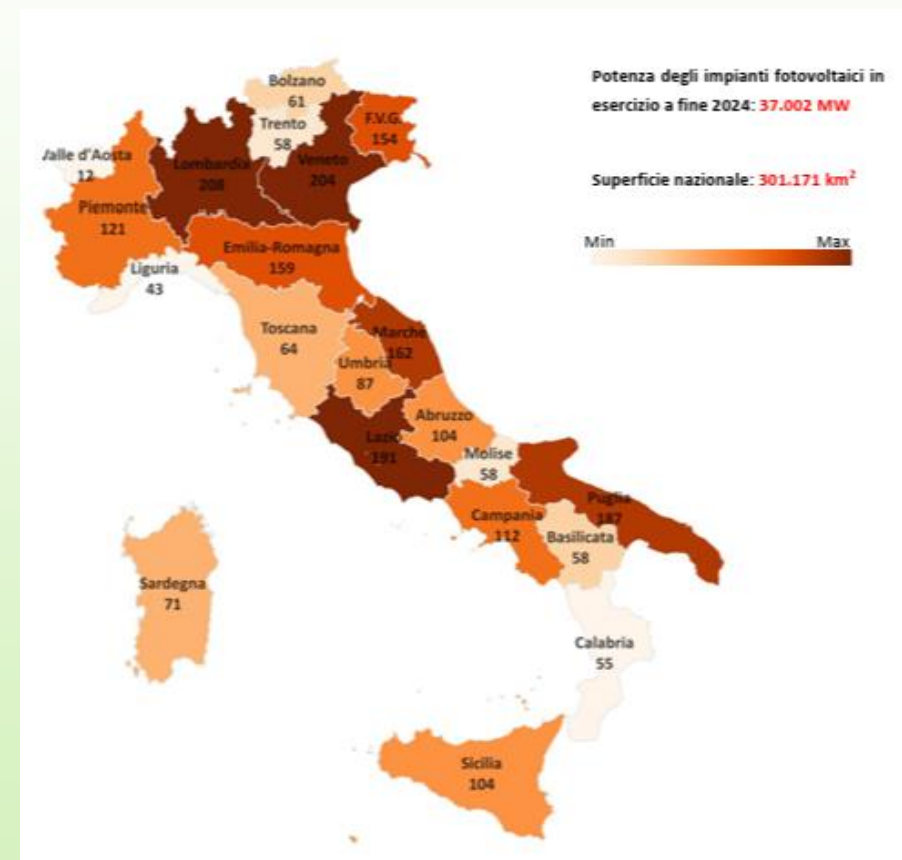 Potenza degli impianti fotovoltaici in
esercizio a fine 2024: 37.002 MW
Superficie nazionale: 301.171 km²
Min Max
Bolzano
61
Trento
58
F.V.G.
154
Valle d'Aosta
12
Lombardia
208
Veneto
204
Piemonte
121
Emilia-Romagna
159
Liguria
43
Toscana
64
Marche
162
Umbria
87
Abruzzo
104
Lazio
191
Molise
58
Puglia
187
Campania
112
Basilicata
58
Sardegna
71
Calabria
55
Sicilia
104